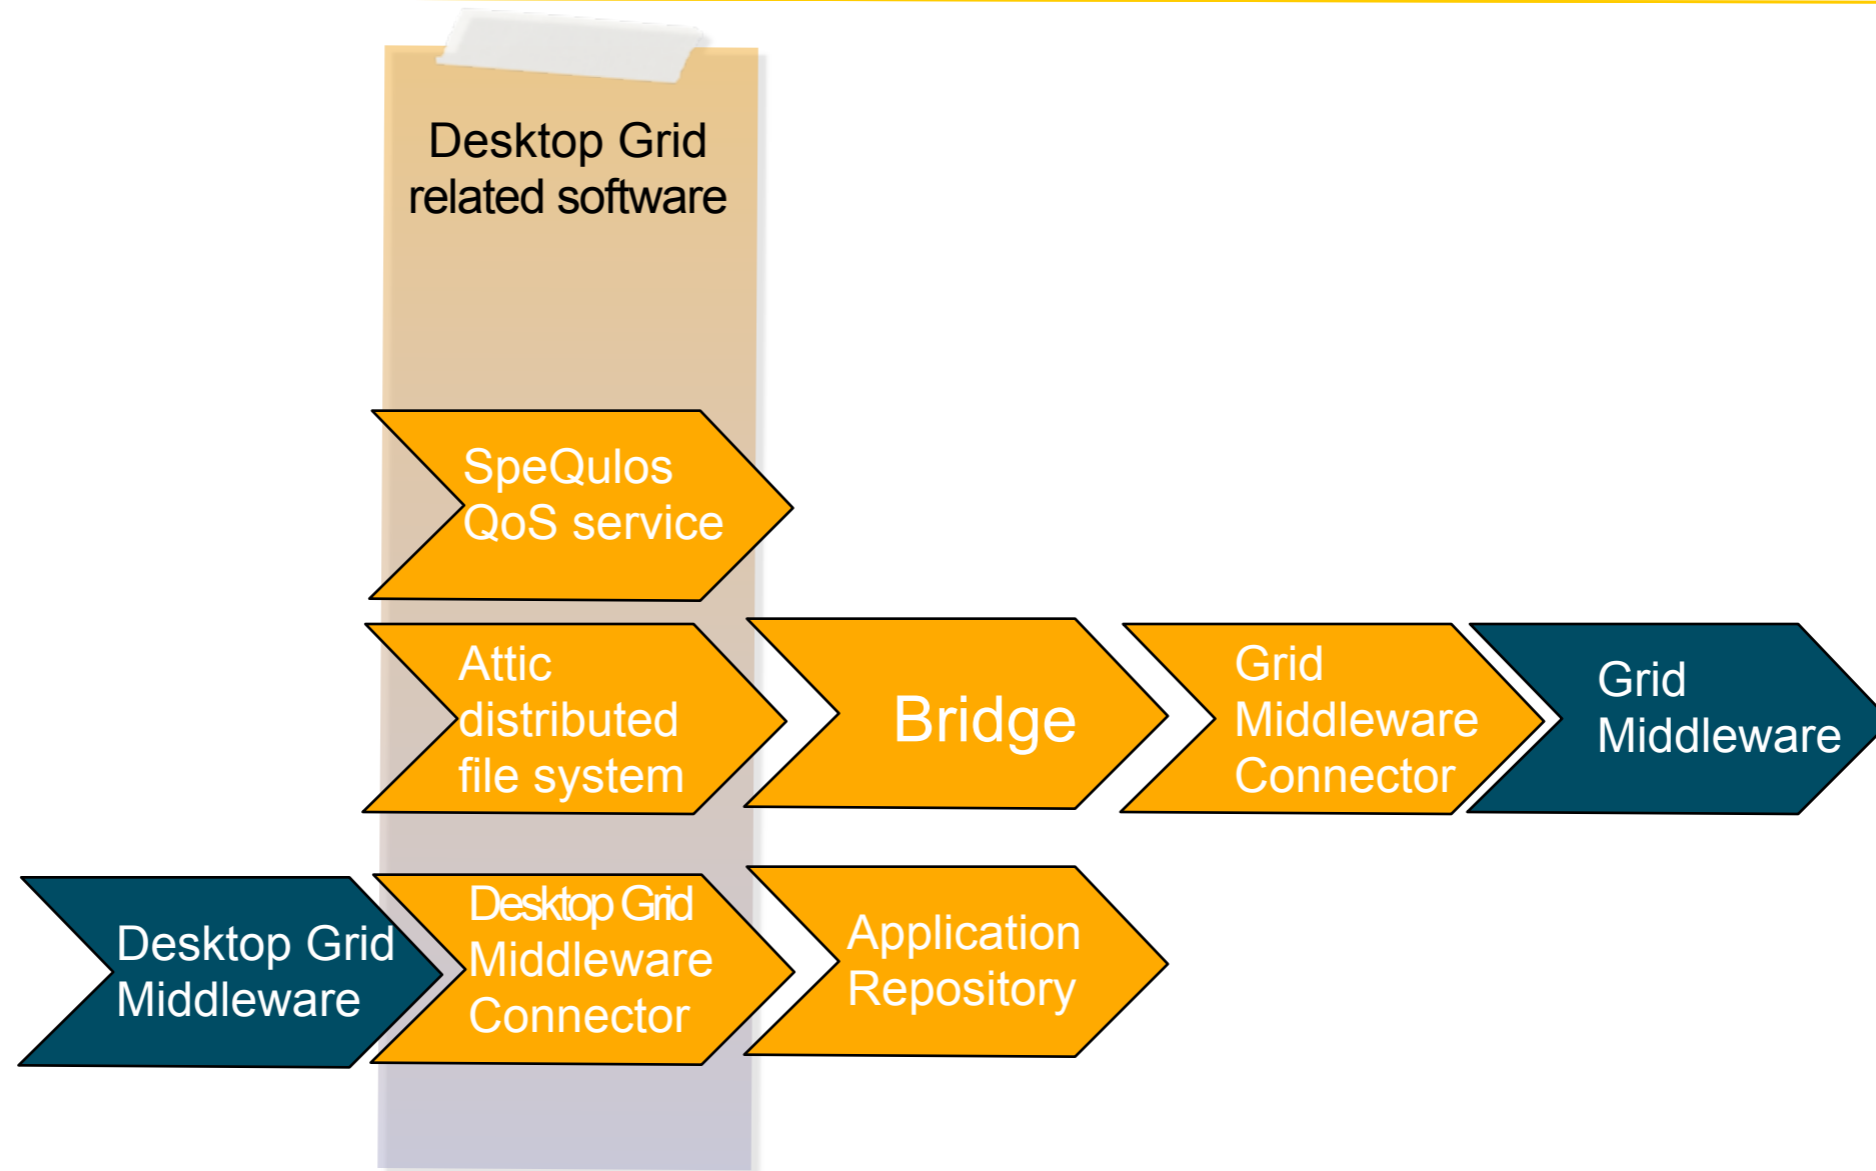 Desktop Grid
related software
SpeQulos
QoS service
Attic
distributed
file system
Bridge
Grid
Middleware
Connector
Grid
Middleware
Desktop Grid
Middleware
Desktop Grid
Middleware
Connector
Application
Repository